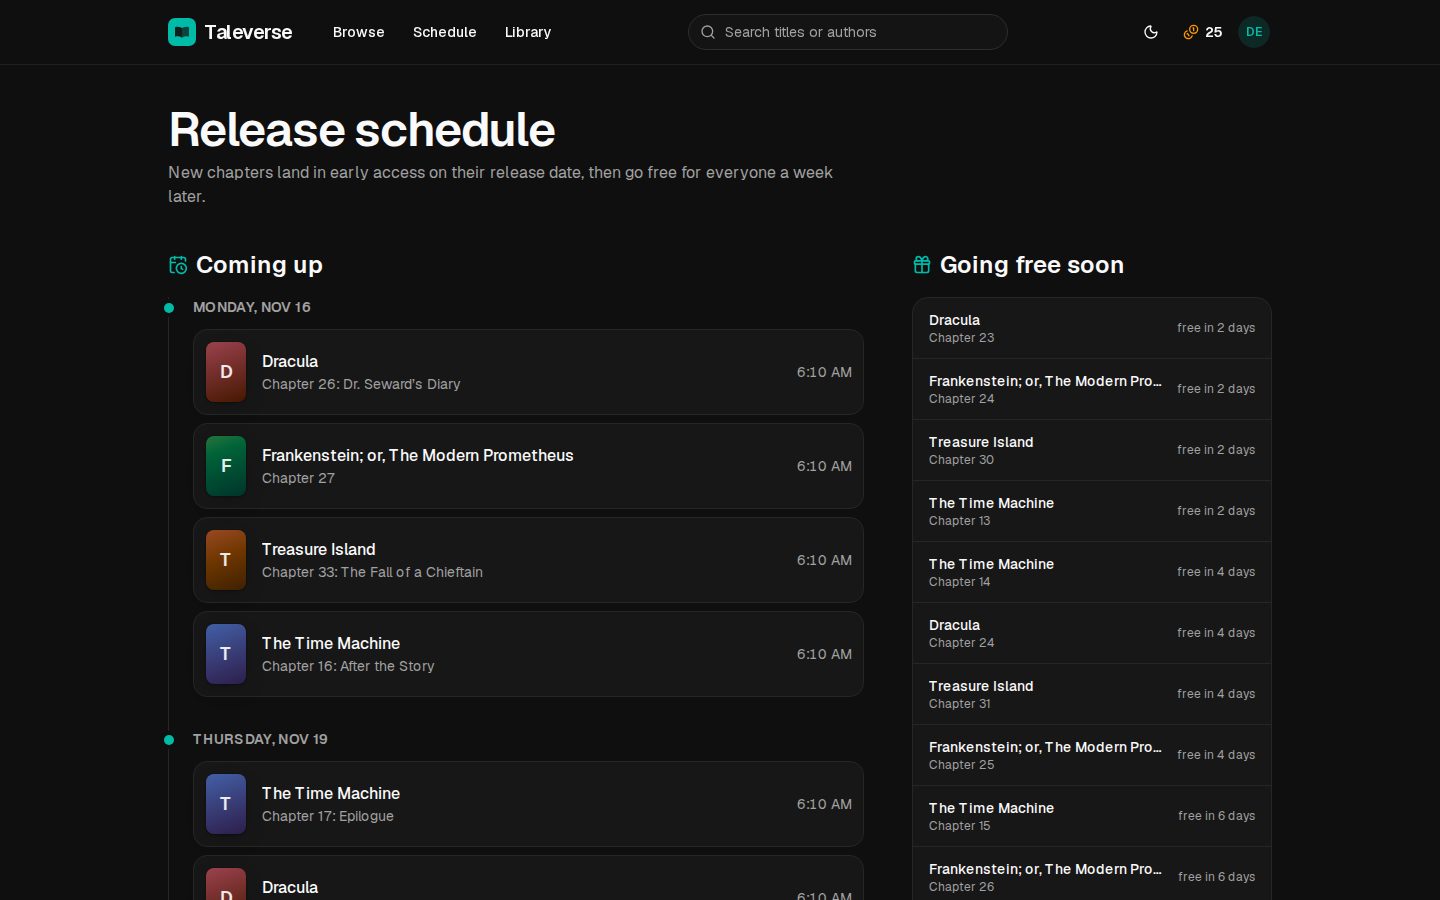 Taleverse
Browse
Schedule
Library
Search titles or authors
25
DE
Release schedule
New chapters land in early access on their release date, then go free for everyone a week
later.
Coming up
MONDAY, NOV 16
D
Dracula
Chapter 26: Dr. Seward's Diary
6:10 AM
F
Frankenstein; or, The Modern Prometheus
Chapter 27
6:10 AM
T
Treasure Island
Chapter 33: The Fall of a Chieftain
6:10 AM
T
The Time Machine
Chapter 16: After the Story
6:10 AM
THURSDAY, NOV 19
T
The Time Machine
Chapter 17: Epilogue
6:10 AM
D
Dracula
6:10 AM
Going free soon
Dracula
Chapter 23
free in 2 days
Frankenstein; or, The Modern Pro…
Chapter 24
free in 2 days
Treasure Island
Chapter 30
free in 2 days
The Time Machine
Chapter 13
free in 2 days
The Time Machine
Chapter 14
free in 4 days
Dracula
Chapter 24
free in 4 days
Treasure Island
Chapter 31
free in 4 days
Frankenstein; or, The Modern Pro…
Chapter 25
free in 4 days
The Time Machine
Chapter 15
free in 6 days
Frankenstein; or, The Modern Pro…
Chapter 26
free in 6 days